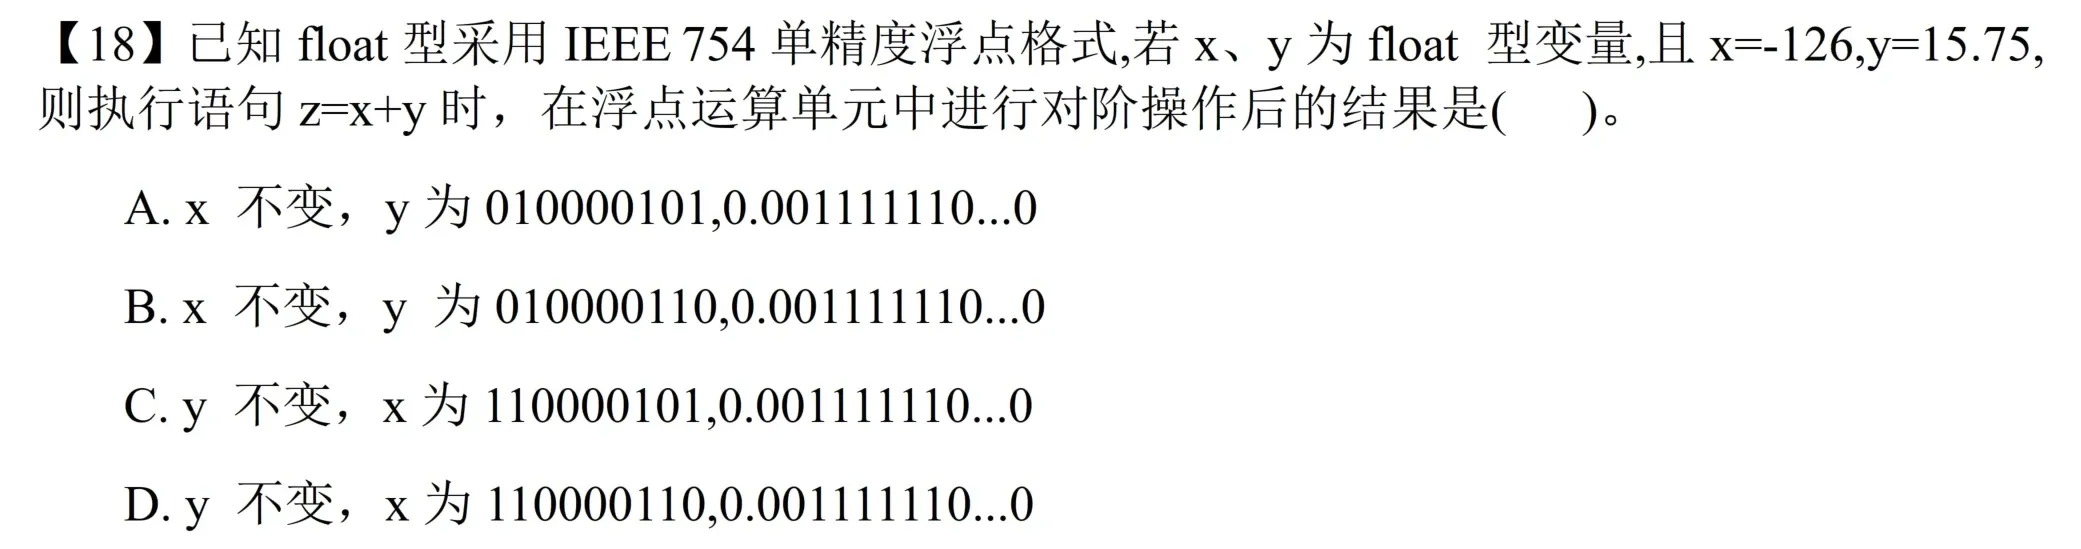 【18】已知 float 型采用 IEEE 754 单精度浮点格式,若 x、y 为 float 型变量,且 x=-126,y=15.75,
则执行语句 z=x+y 时，在浮点运算单元中进行对阶操作后的结果是( )。
A. x 不变，y 为 010000101,0.001111110...0
B. x 不变，y 为 010000110,0.001111110...0
C. y 不变，x 为 110000101,0.001111110...0
D. y 不变，x 为 110000110,0.001111110...0